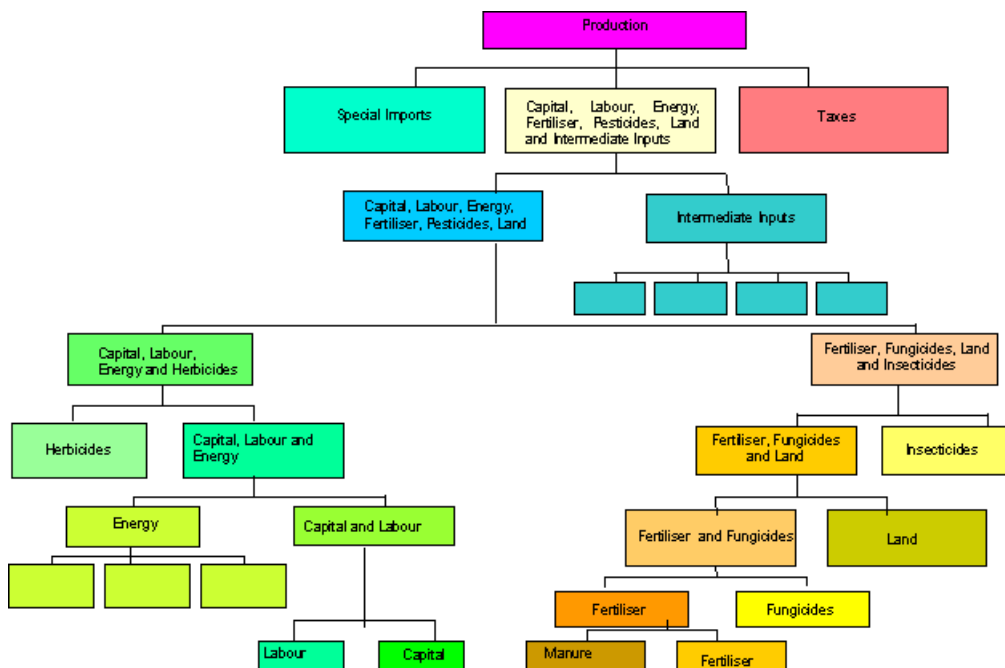 Production
Special Imports
Capital, Labour, Energy,
Fertiliser, Pesticides, Land
and Intermediate Inputs
Taxes
Capital, Labour, Energy,
Fertiliser, Pesticides, Land
Intermediate Inputs
Capital, Labour,
Energy and Herbicides
Fertiliser, Fungicides, Land
and Insecticides
Herbicides
Capital, Labour and
Energy
Fertiliser, Fungicides
and Land
Insecticides
Energy
Capital and Labour
Fertiliser and Fungicides
Land
Fertiliser
Fungicides
Labour
Capital
Manure
Fertiliser